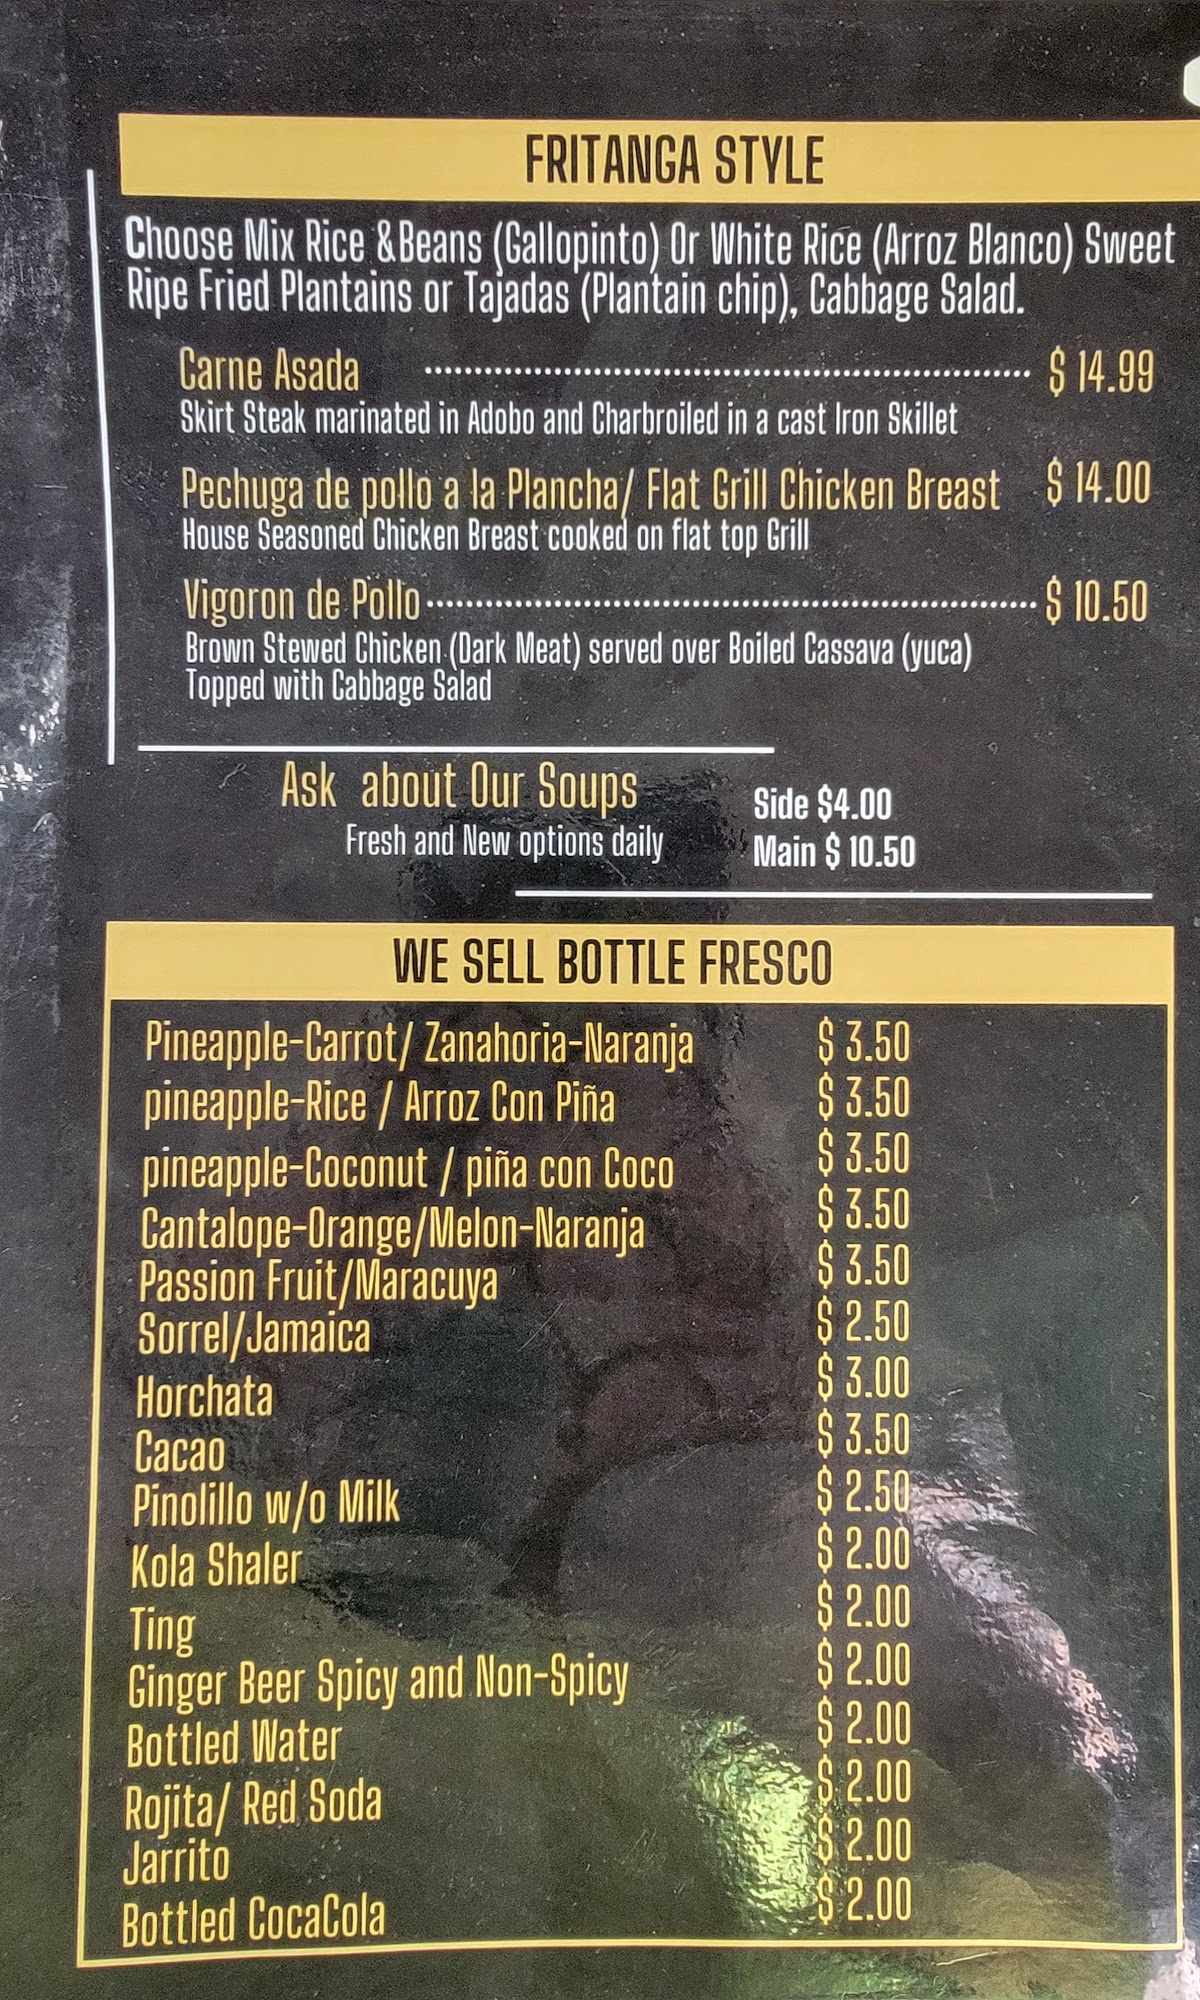 FRITANGA STYLE
Choose Mix Rice & Beans (Gallopinto) Or White Rice (Arroz Blanco) Sweet
Ripe Fried Plantains or Tajadas (Plantain chip), Cabbage Salad.
Carne Asada ........ $ 14.99
Skirt Steak marinated in Adobo and Charbroiled in a cast Iron Skillet
Pechuga de pollo a la Plancha/ Flat Grill Chicken Breast $ 14.00
House Seasoned Chicken Breast cooked on flat top Grill
Vigoron de Pollo ........ $ 10.50
Brown Stewed Chicken (Dark Meat) served over Boiled Cassava (yuca)
Topped with Cabbage Salad
Ask about Our Soups
Fresh and New options daily
Side $4.00
Main $ 10.50
WE SELL BOTTLE FRESCO
Pineapple-Carrot/ Zanahoria-Naranja $ 3.50
pineapple-Rice / Arroz Con Piña $ 3.50
pineapple-Coconut / piña con Coco $ 3.50
Cantalope-Orange/Melon-Naranja $ 3.50
Passion Fruit/Maracuya $ 3.50
Sorrel/Jamaica $ 2.50
Horchata $ 3.00
Cacao $ 3.50
Pinolillo w/o Milk $ 2.50
Kola Shaler $ 2.00
Ting $ 2.00
Ginger Beer Spicy and Non-Spicy $ 2.00
Bottled Water $ 2.00
Rojita/ Red Soda $ 2.00
Jarrito $ 2.00
Bottled CocaCola $ 2.00